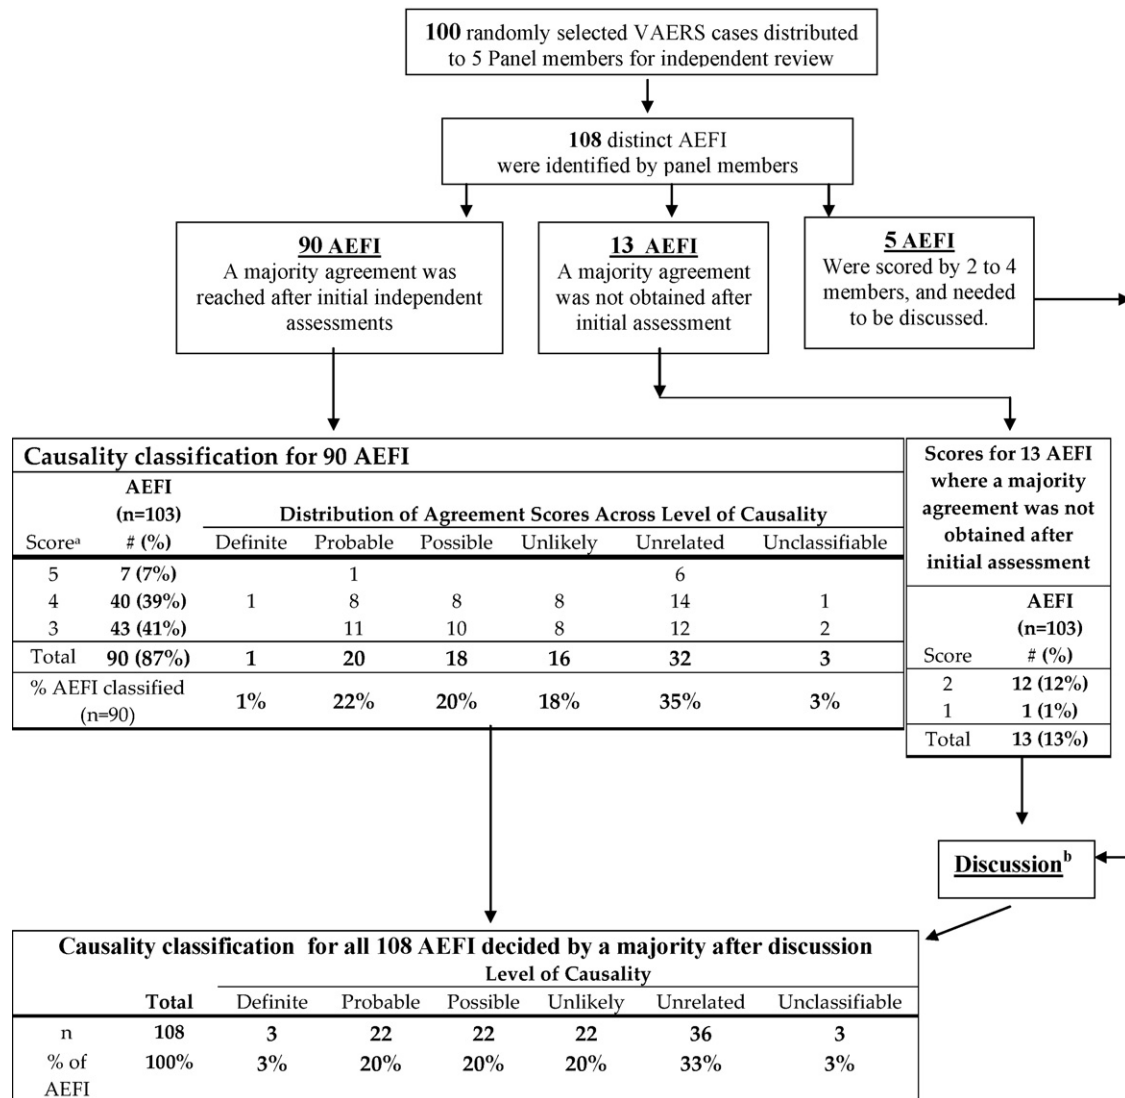 100 randomly selected VAERS cases distributed
to 5 Panel members for independent review
108 distinct AEFI
were identified by panel members
90 AEFI
A majority agreement was
reached after initial independent
assessments
13 AEFI
A majority agreement
was not obtained after
initial assessment
5 AEFI
Were scored by 2 to 4
members, and needed
to be discussed.
Causality classification for 90 AEFI
AEFI
(n=103) Distribution of Agreement Scores Across Level of Causality
Scoreᵃ # (%) Definite Probable Possible Unlikely Unrelated Unclassifiable
5 7 (7%) 1 6
4 40 (39%) 1 8 8 8 14 1
3 43 (41%) 11 10 8 12 2
Total 90 (87%) 1 20 18 16 32 3
% AEFI classified
(n=90) 1% 22% 20% 18% 35% 3%
Scores for 13 AEFI
where a majority
agreement was not
obtained after
initial assessment
AEFI
(n=103)
Score # (%)
2 12 (12%)
1 1 (1%)
Total 13 (13%)
Discussionᵇ
Causality classification for all 108 AEFI decided by a majority after discussion
Level of Causality
Total Definite Probable Possible Unlikely Unrelated Unclassifiable
n 108 3 22 22 22 36 3
% of 100% 3% 20% 20% 20% 33% 3%
AEFI